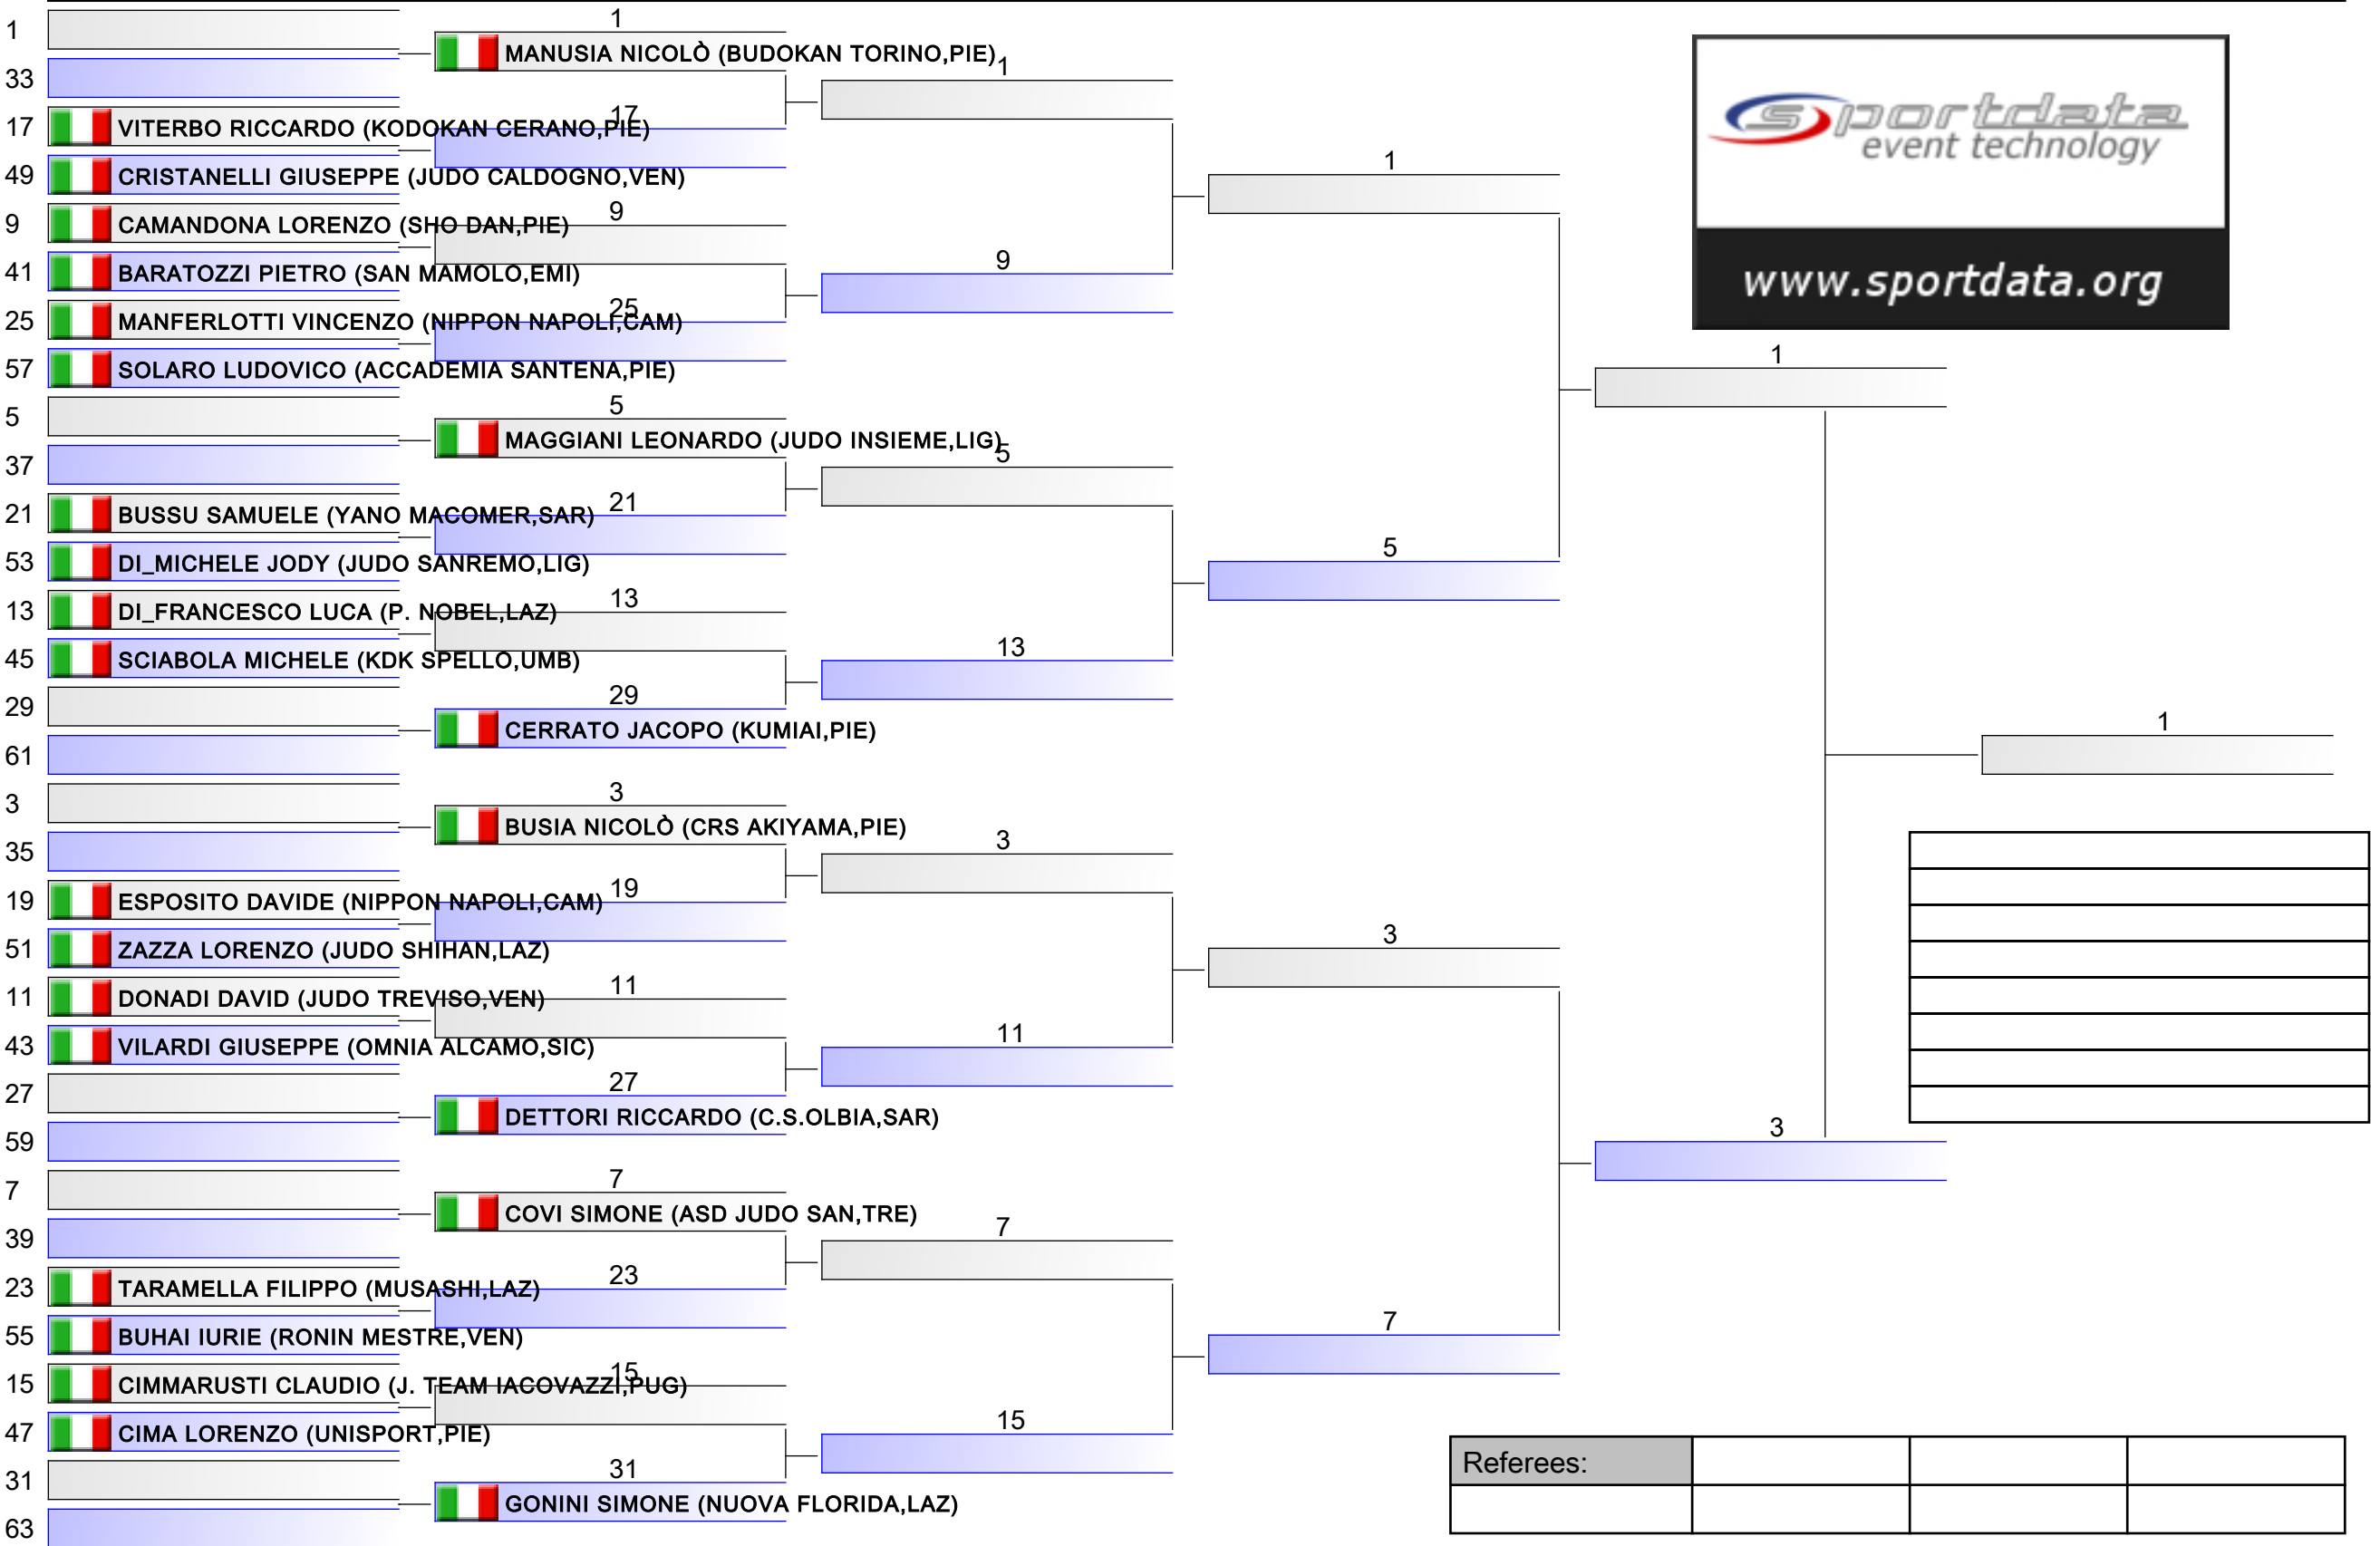 1
33
17 VITERBO RICCARDO (KODOKAN CERANO,PIE)
49 CRISTANELLI GIUSEPPE (JUDO CALDOGNO,VEN)
9 CAMANDONA LORENZO (SHO DAN,PIE)
41 BARATOZZI PIETRO (SAN MAMOLO,EMI)
25 MANFERLOTTI VINCENZO (NIPPON NAPOLI,CAM)
57 SOLARO LUDOVICO (ACCADEMIA SANTENA,PIE)
5
37
21 BUSSU SAMUELE (YANO MACOMER,SAR)
53 DI_MICHELE JODY (JUDO SANREMO,LIG)
13 DI_FRANCESCO LUCA (P. NOBEL,LAZ)
45 SCIABOLA MICHELE (KDK SPELLO,UMB)
29
61
3
35
19 ESPOSITO DAVIDE (NIPPON NAPOLI,CAM)
51 ZAZZA LORENZO (JUDO SHIHAN,LAZ)
11 DONADI DAVID (JUDO TREVISO,VEN)
43 VILARDI GIUSEPPE (OMNIA ALCAMO,SIC)
27
59
7
39
23 TARAMELLA FILIPPO (MUSASHI,LAZ)
55 BUHAI IURIE (RONIN MESTRE,VEN)
15 CIMMARUSTI CLAUDIO (J. TEAM IACOVAZZI,PUG)
47 CIMA LORENZO (UNISPORT,PIE)
31
63
1
MANUSIA NICOLÒ (BUDOKAN TORINO,PIE)
17
9
25
5
MAGGIANI LEONARDO (JUDO INSIEME,LIG)
21
13
29
CERRATO JACOPO (KUMIAI,PIE)
3
BUSIA NICOLÒ (CRS AKIYAMA,PIE)
19
11
27
DETTORI RICCARDO (C.S.OLBIA,SAR)
7
COVI SIMONE (ASD JUDO SAN,TRE)
23
15
31
GONINI SIMONE (NUOVA FLORIDA,LAZ)
1
9
5
13
3
11
7
15
1
5
3
7
1
3
1
sportdata
event technology
www.sportdata.org
Referees: